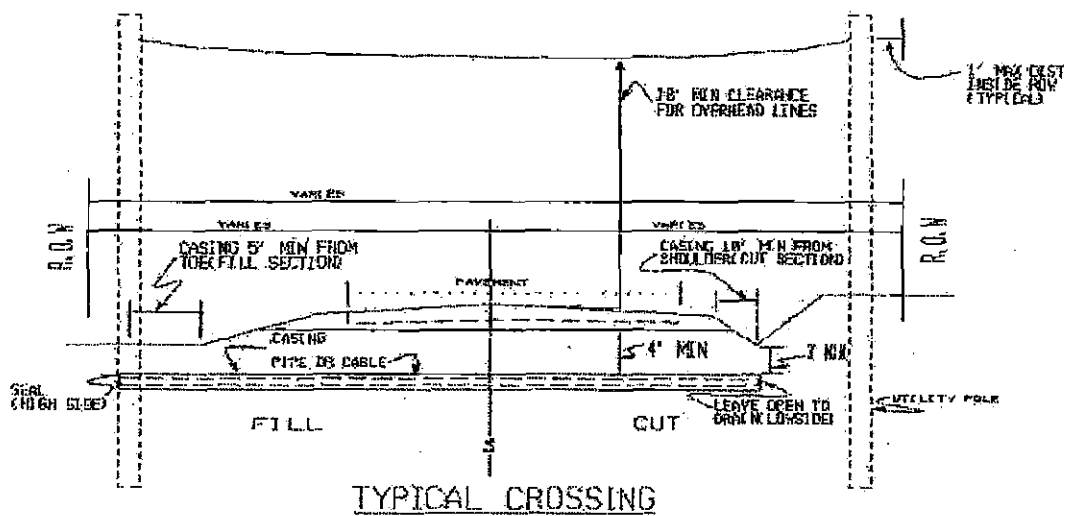 1' MAX DIST
INSIDE ROW
(TYPICAL)
18' MIN CLEARANCE
FOR OVERHEAD LINES
VARIES
VARIES
VARIES
R.O.W
R.O.W
CASING 5' MIN FROM
TOE(FILL SECTION)
CASING 10' MIN FROM
SHOULDER(CUT SECTION)
PAVEMENT
CASING
PIPE OR CABLE
4' MIN
MIN
SEAL
(HIGH SIDE)
LEAVE OPEN TO
DRAIN(LOWSIDE)
UTILITY POLE
FILL
CUT
TYPICAL CROSSING